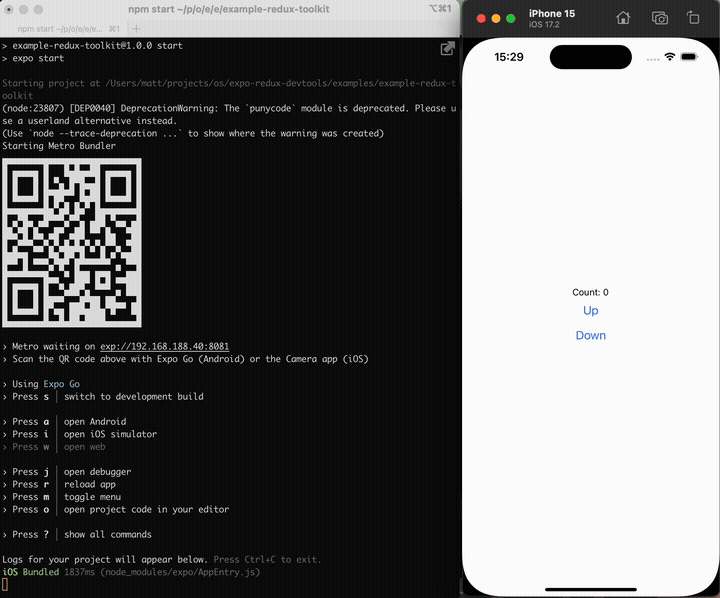 npm start ~/p/o/e/e/example-redux-toolkit
⌥⌘1
npm start ~/p/o/e/e/e... ⌘1
> example-redux-toolkit@1.0.0 start
> expo start
Starting project at /Users/matt/projects/os/expo-redux-devtools/examples/example-redux-t
oolkit
(node:23807) [DEP0040] DeprecationWarning: The `punycode` module is deprecated. Please u
se a userland alternative instead.
(Use `node --trace-deprecation ...` to show where the warning was created)
Starting Metro Bundler
› Metro waiting on exp://192.168.188.40:8081
› Scan the QR code above with Expo Go (Android) or the Camera app (iOS)
› Using Expo Go
› Press s │ switch to development build
› Press a │ open Android
› Press i │ open iOS simulator
› Press w │ open web
› Press j │ open debugger
› Press r │ reload app
› Press m │ toggle menu
› Press o │ open project code in your editor
› Press ? │ show all commands
Logs for your project will appear below. Press Ctrl+C to exit.
iOS Bundled 1837ms (node_modules/expo/AppEntry.js)
iPhone 15
iOS 17.2
15:29
Count: 0
Up
Down